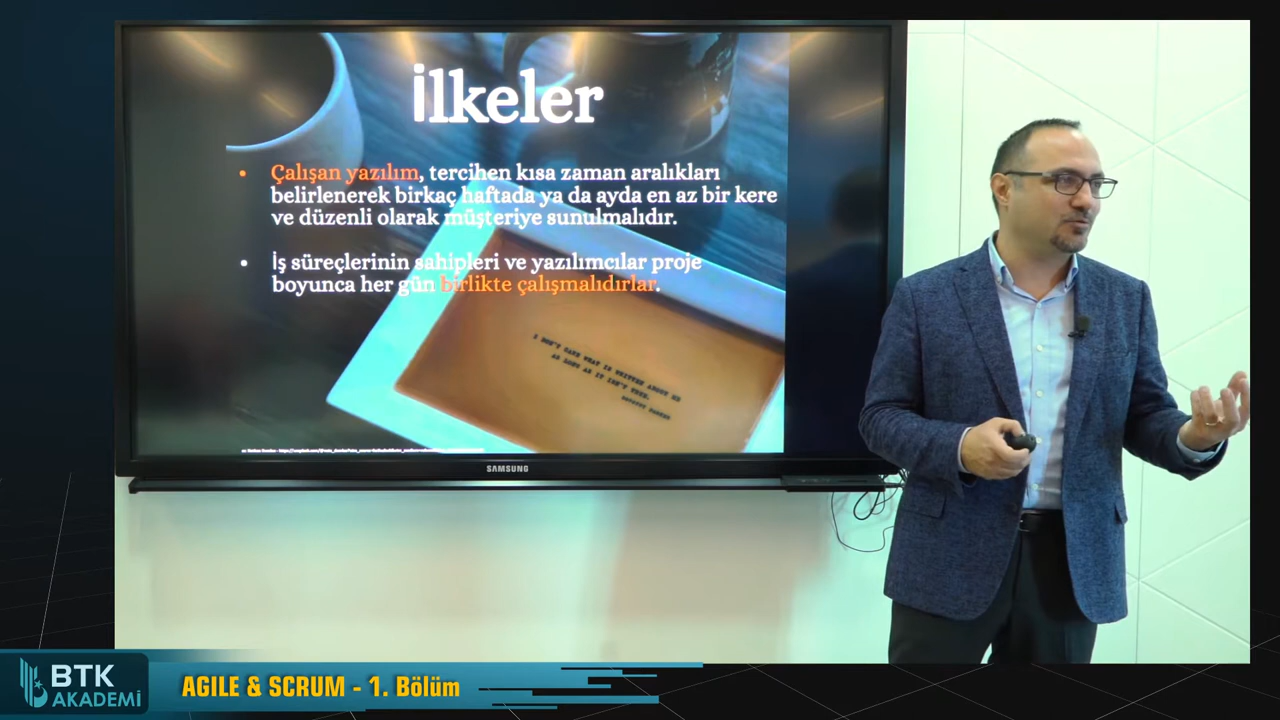 İlkeler
• Çalışan yazılım, tercihen kısa zaman aralıkları
belirlenerek birkaç haftada ya da ayda en az bir kere
ve düzenli olarak müşteriye sunulmalıdır.
• İş süreçlerinin sahipleri ve yazılımcılar proje
boyunca her gün birlikte çalışmalıdırlar.
SAMSUNG
BTK
AKADEMİ
AGILE & SCRUM - 1. Bölüm